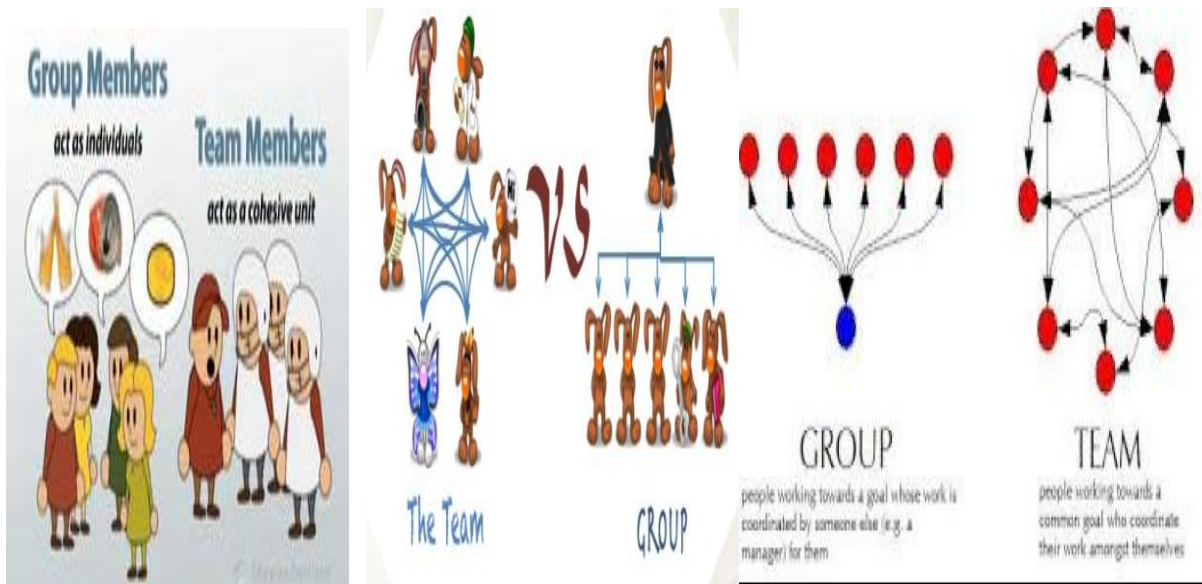 Group Members
act as individuals
Team Members
act as a cohesive unit
VS
The Team
GROUP
GROUP
people working towards a goal whose work is
coordinated by someone else (e.g. a
manager) for them
TEAM
people working towards a
common goal who coordinate
their work amongst themselves